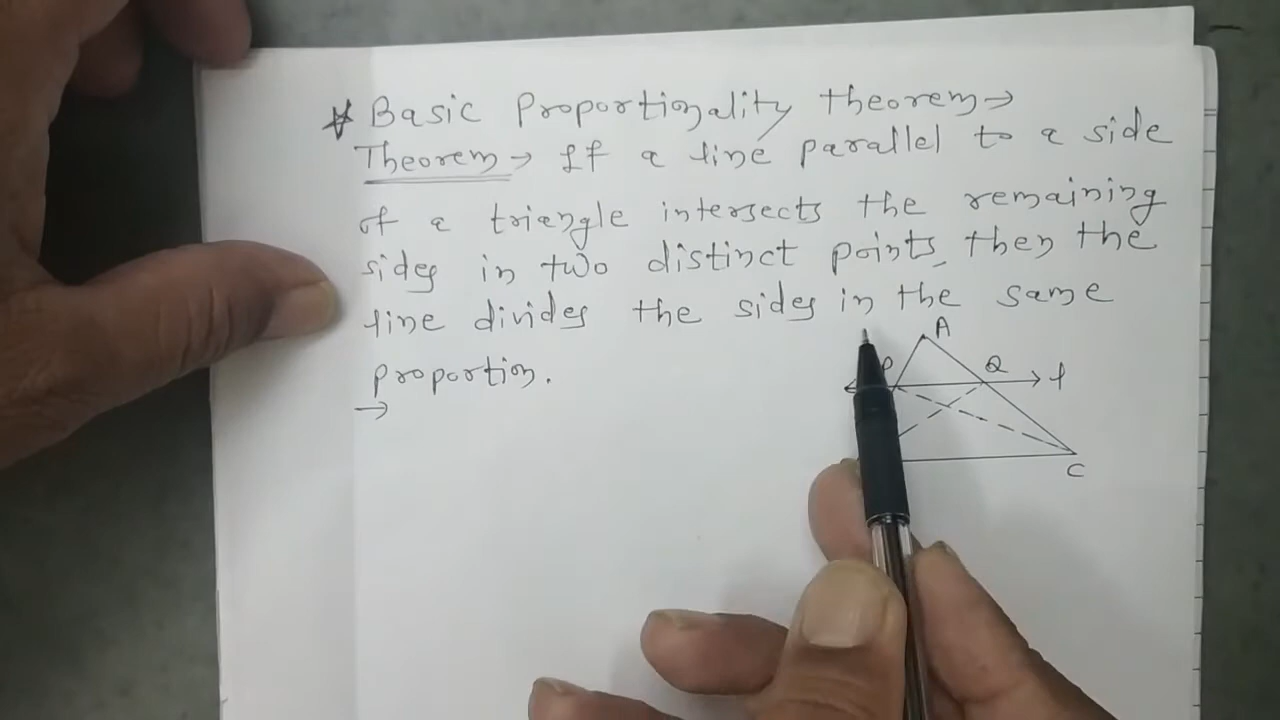 * Basic Proportionality theorem→
Theorem→ If a line parallel to a side
of a triangle intersects the remaining
sides in two distinct points, then the
line divides the sides in the same
proportion.
→
A
P
Q
l
C